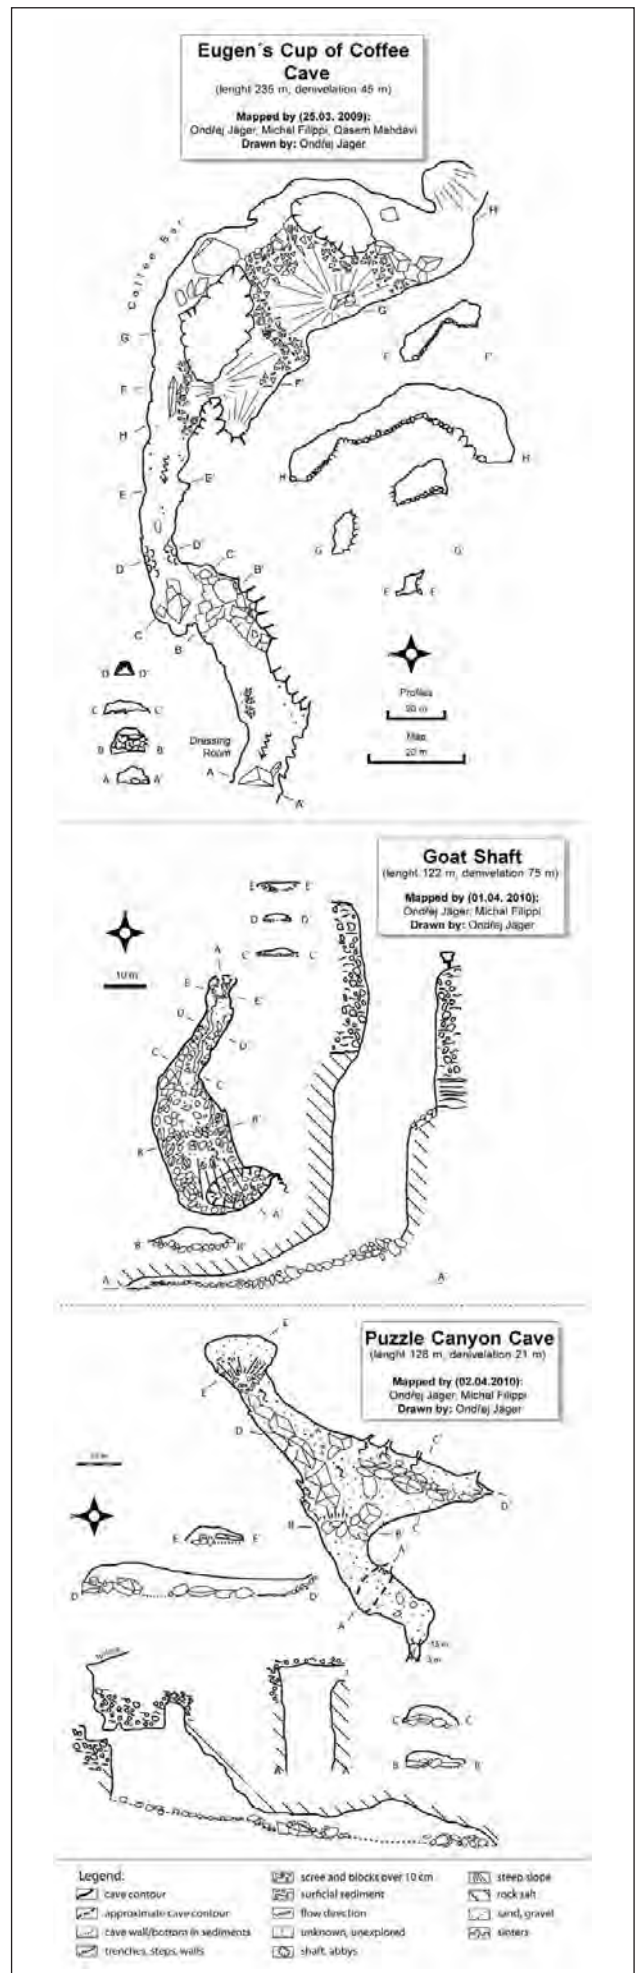 Eugen´s Cup of Coffee
Cave
(lenght 235 m, denivelation 45 m)
Mapped by (25.03. 2009):
Ondřej Jäger, Michal Filippi, Qasem Mahdavi
Drawn by: Ondřej Jäger
Coffee Bar
H'
G
G'
F
F'
H
E
E'
D
D'
C
C'
B
B'
A
A'
Dressing
Room
H
H
G
G'
E
E'
D
D'
C
C'
B
B'
A
A'
Profiles
Map
20 m
Goat Shaft
(lenght 122 m, denivelation 75 m)
Mapped by (01.04. 2010):
Ondřej Jäger, Michal Filippi
Drawn by: Ondřej Jäger
10 m
E
E'
D
D'
C
C'
A
E'
D'
C
C
B'
A'
B
B'
A
A'
Puzzle Canyon Cave
(lenght 128 m, denivelation 21 m)
Mapped by (02.04.2010):
Ondřej Jäger, Michal Filippi
Drawn by: Ondřej Jäger
E
E
D
C'
D'
C
B
B'
A'
A
3 m
E
E'
D
D'
C
C'
B
B'
A
Legend:
cave contour
approximate cave contour
cave wall/bottom in sediments
trenches, steps, walls
scree and blocks over 10 cm
surficial sediment
flow direction
unknown, unexplored
shaft, abbys
steep slope
rock salt
sand, gravel
sinters